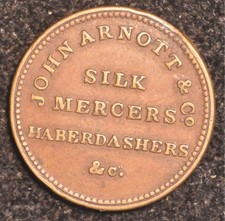 JOHN ARNOTT & Co
SILK
MERCERS
HABERDASHERS
&c.